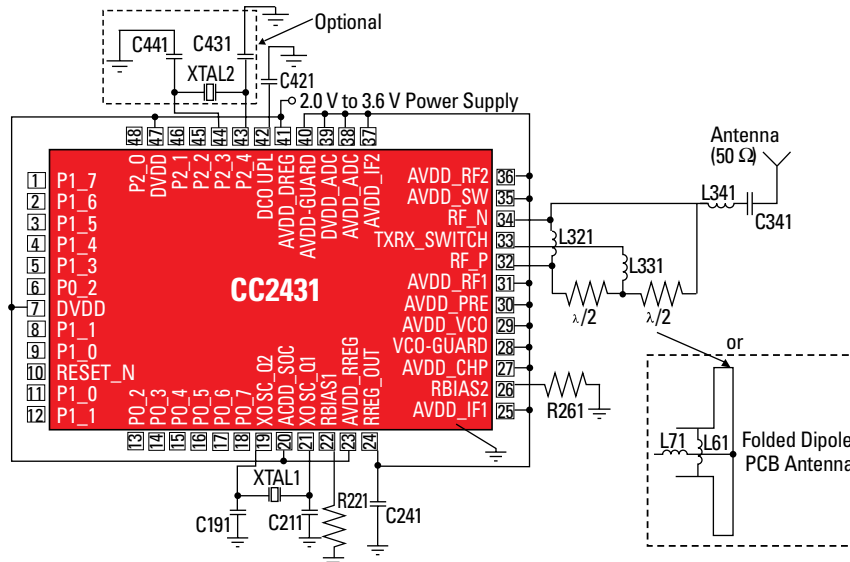 Optional
C441
C431
XTAL2
C421
2.0 V to 3.6 V Power Supply
48
47
46
45
44
43
42
41
40
39
38
37
P2_0
DVDD
P2_1
P2_2
P2_3
P2_4
DCO UPL
AVDD_DREG
AVDD-GUARD
DVDD_ADC
AVDD_ADC
AVDD_IF2
1 P1_7
2 P1_6
3 P1_5
4 P1_4
5 P1_3
6 P0_2
7 DVDD
8 P1_1
9 P1_0
10 RESET_N
11 P1_0
12 P1_1
CC2431
AVDD_RF2 36
AVDD_SW 35
RF_N 34
TXRX_SWITCH 33
RF_P 32
AVDD_RF1 31
AVDD_PRE 30
AVDD_VCO 29
VCO-GUARD 28
AVDD_CHP 27
RBIAS2 26
AVDD_IF1 25
PO_2
PO_3
PO_4
PO_5
PO_6
PO_7
XO SC_Q2
ACDD_SOC
XO SC_Q1
RBIAS1
AVDD_RREG
RREG_OUT
13
14
15
16
17
18
19
20
21
22
23
24
XTAL1
C191
C211
R221
C241
R261
Antenna
(50 Ω)
L341
C341
L321
L331
λ/2
λ/2
or
L71
L61
Folded Dipole
PCB Antenna